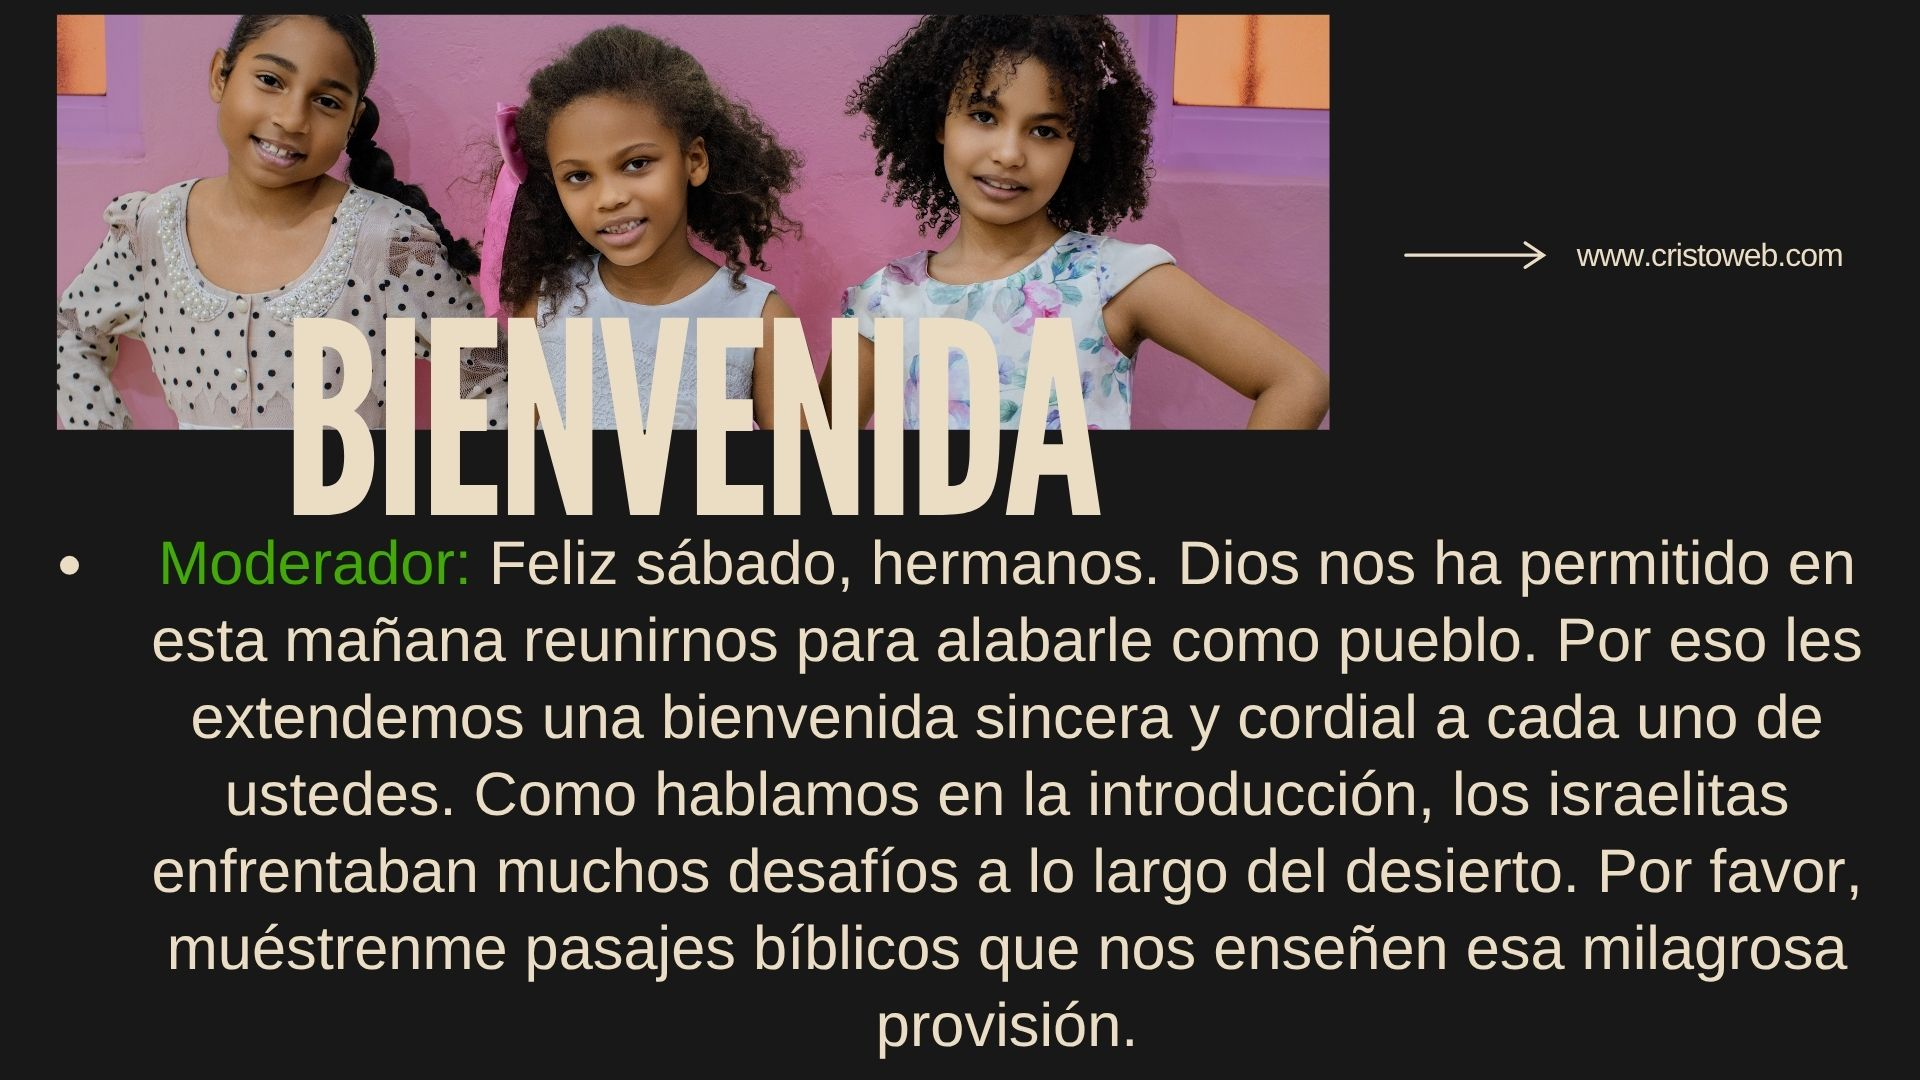 www.cristoweb.com
BIENVENIDA
• Moderador: Feliz sábado, hermanos. Dios nos ha permitido en
esta mañana reunirnos para alabarle como pueblo. Por eso les
extendemos una bienvenida sincera y cordial a cada uno de
ustedes. Como hablamos en la introducción, los israelitas
enfrentaban muchos desafíos a lo largo del desierto. Por favor,
muéstrenme pasajes bíblicos que nos enseñen esa milagrosa
provisión.